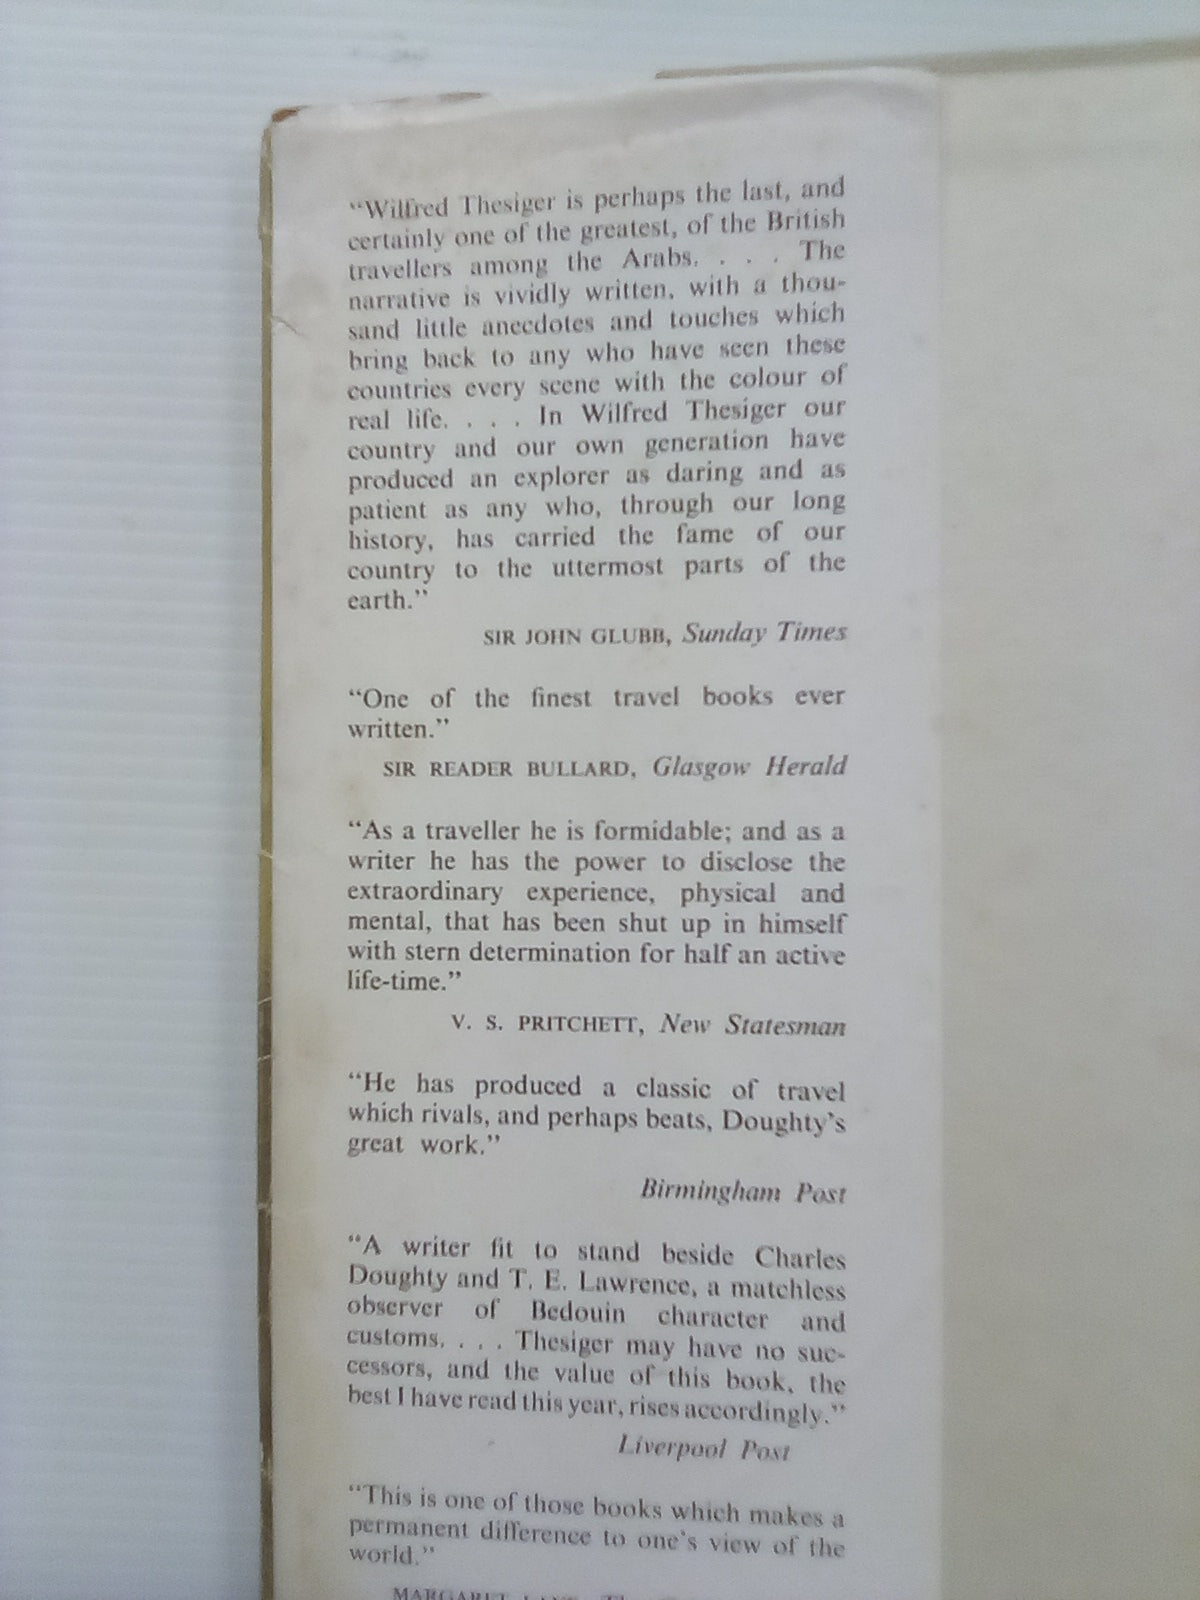 “Wilfred Thesiger is perhaps the last, and
certainly one of the greatest, of the British
travellers among the Arabs. . . . The
narrative is vividly written, with a thou-
sand little anecdotes and touches which
bring back to any who have seen these
countries every scene with the colour of
real life. . . . In Wilfred Thesiger our
country and our own generation have
produced an explorer as daring and as
patient as any who, through our long
history, has carried the fame of our
country to the uttermost parts of the
earth.”
SIR JOHN GLUBB, Sunday Times
“One of the finest travel books ever
written.”
SIR READER BULLARD, Glasgow Herald
“As a traveller he is formidable; and as a
writer he has the power to disclose the
extraordinary experience, physical and
mental, that has been shut up in himself
with stern determination for half an active
life-time.”
V. S. PRITCHETT, New Statesman
“He has produced a classic of travel
which rivals, and perhaps beats, Doughty’s
great work.”
Birmingham Post
“A writer fit to stand beside Charles
Doughty and T. E. Lawrence, a matchless
observer of Bedouin character and
customs. . . . Thesiger may have no suc-
cessors, and the value of this book, the
best I have read this year, rises accordingly.”
Liverpool Post
“This is one of those books which makes a
permanent difference to one’s view of the
world.”
MARGARET